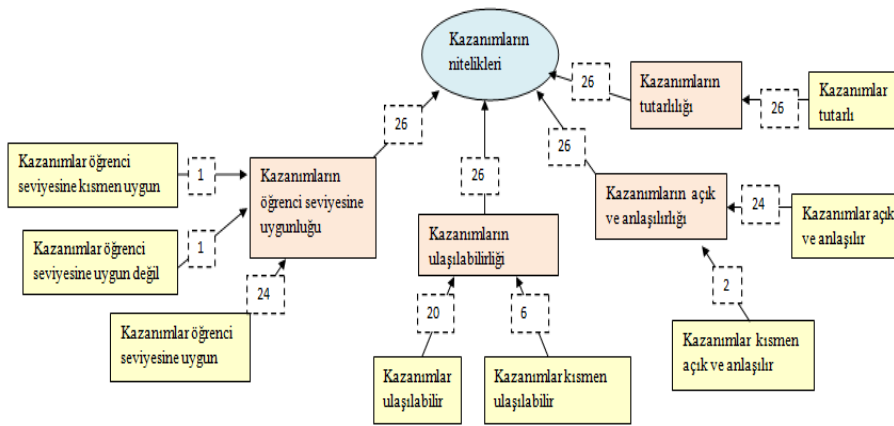 Kazanımların
nitelikleri
26
26
26
26
Kazanımların
tutarlılığı
26
Kazanımlar
tutarlı
Kazanımlar öğrenci
seviyesine kısmen uygun
1
Kazanımların
öğrenci seviyesine
uygunluğu
Kazanımlar öğrenci
seviyesine uygun değil
1
24
Kazanımlar öğrenci
seviyesine uygun
Kazanımların
ulaşılabilirliği
20
6
Kazanımlar
ulaşılabilir
Kazanımlar kısmen
ulaşılabilir
Kazanımların açık
ve anlaşılırlığı
24
Kazanımlar açık
ve anlaşılır
2
Kazanımlar kısmen
açık ve anlaşılır